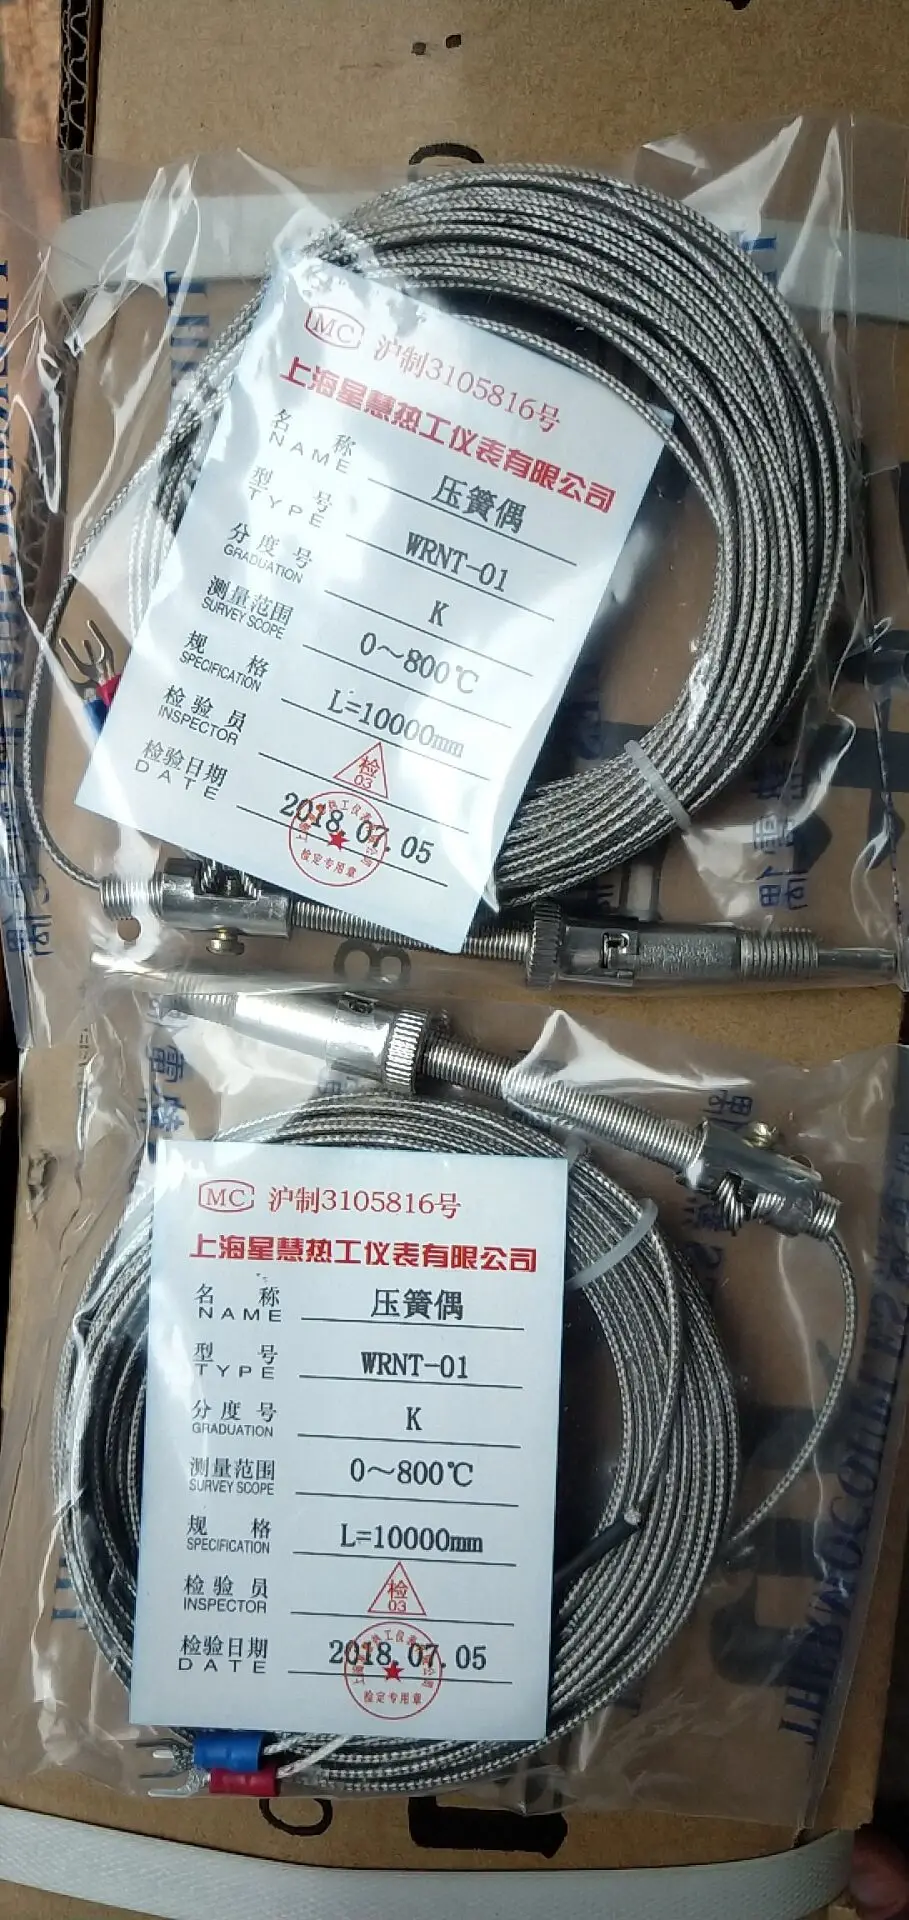 MC 沪制3105816号
上海星慧热工仪表有限公司
名 称 压簧偶
NAME
型 号 WRNT-01
TYPE
分 度 号 K
GRADUATION
测量范围 0～800℃
SURVEY SCOPE
规 格 L=10000mm
SPECIFICATION
检 验 员 检
INSPECTOR 03
检验日期 2018.07.05
DATE
检定专用章
MC 沪制3105816号
上海星慧热工仪表有限公司
名 称 压簧偶
NAME
型 号 WRNT-01
TYPE
分 度 号 K
GRADUATION
测量范围 0～800℃
SURVEY SCOPE
规 格 L=10000mm
SPECIFICATION
检 验 员 检
INSPECTOR 03
检验日期 2018.07.05
DATE
检定专用章